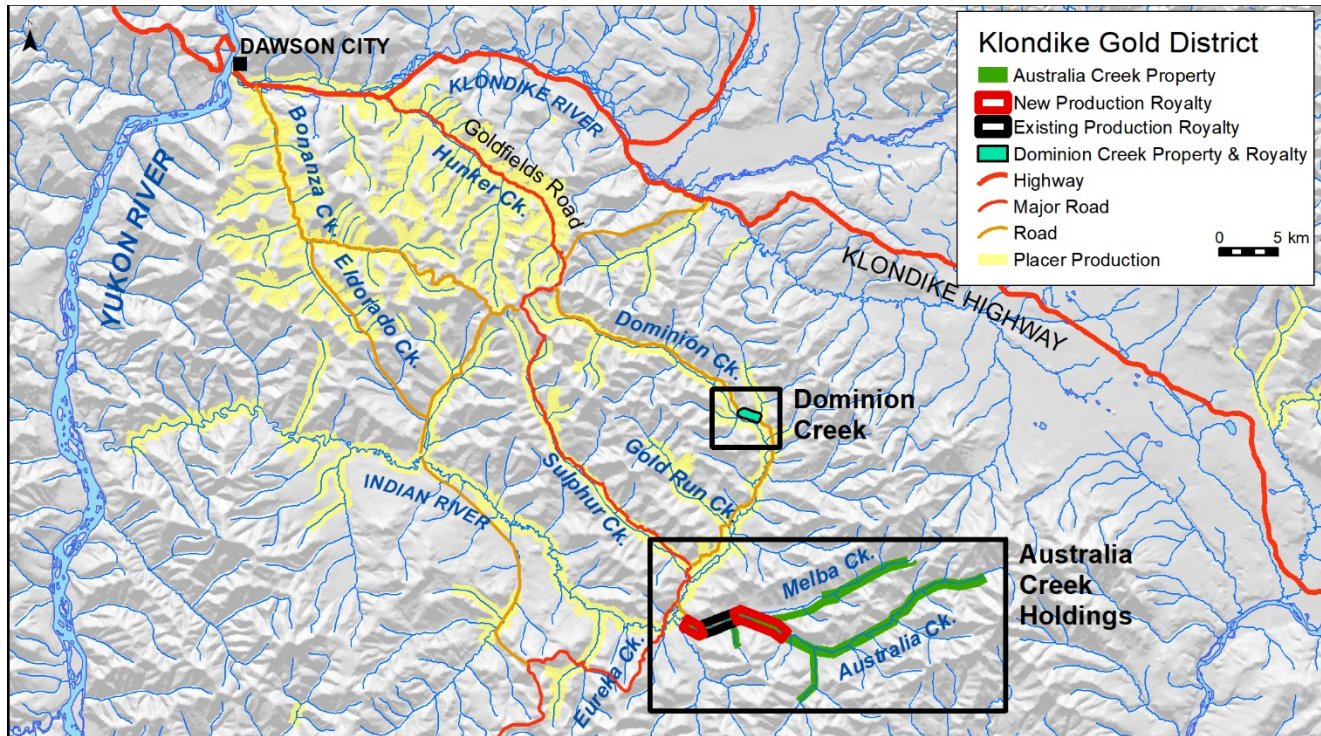 N
DAWSON CITY
KLONDIKE RIVER
Goldfields Road
Bonanza Ck.
Hunker Ck.
YUKON RIVER
Eldorado Ck.
Dominion Ck.
KLONDIKE HIGHWAY
Dominion
Creek
Gold Run Ck.
Sulphur Ck.
INDIAN RIVER
Melba Ck.
Australia Ck.
Eureka Ck.
Australia
Creek
Holdings
Klondike Gold District
Australia Creek Property
New Production Royalty
Existing Production Royalty
Dominion Creek Property & Royalty
Highway
Major Road
Road
Placer Production
0 5 km